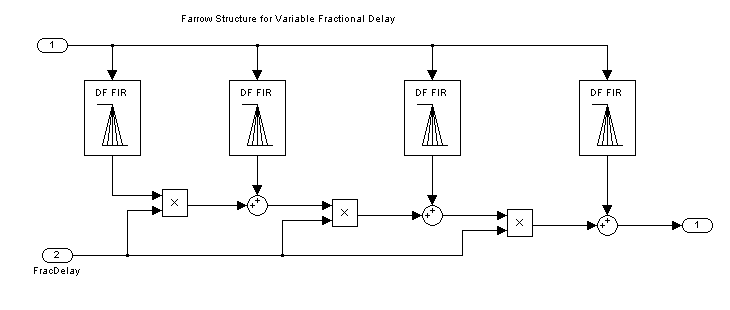 Farrow Structure for Variable Fractional Delay
1
DF FIR
DF FIR
DF FIR
DF FIR
×
+
+
×
+
+
×
+
+
1
2
FracDelay